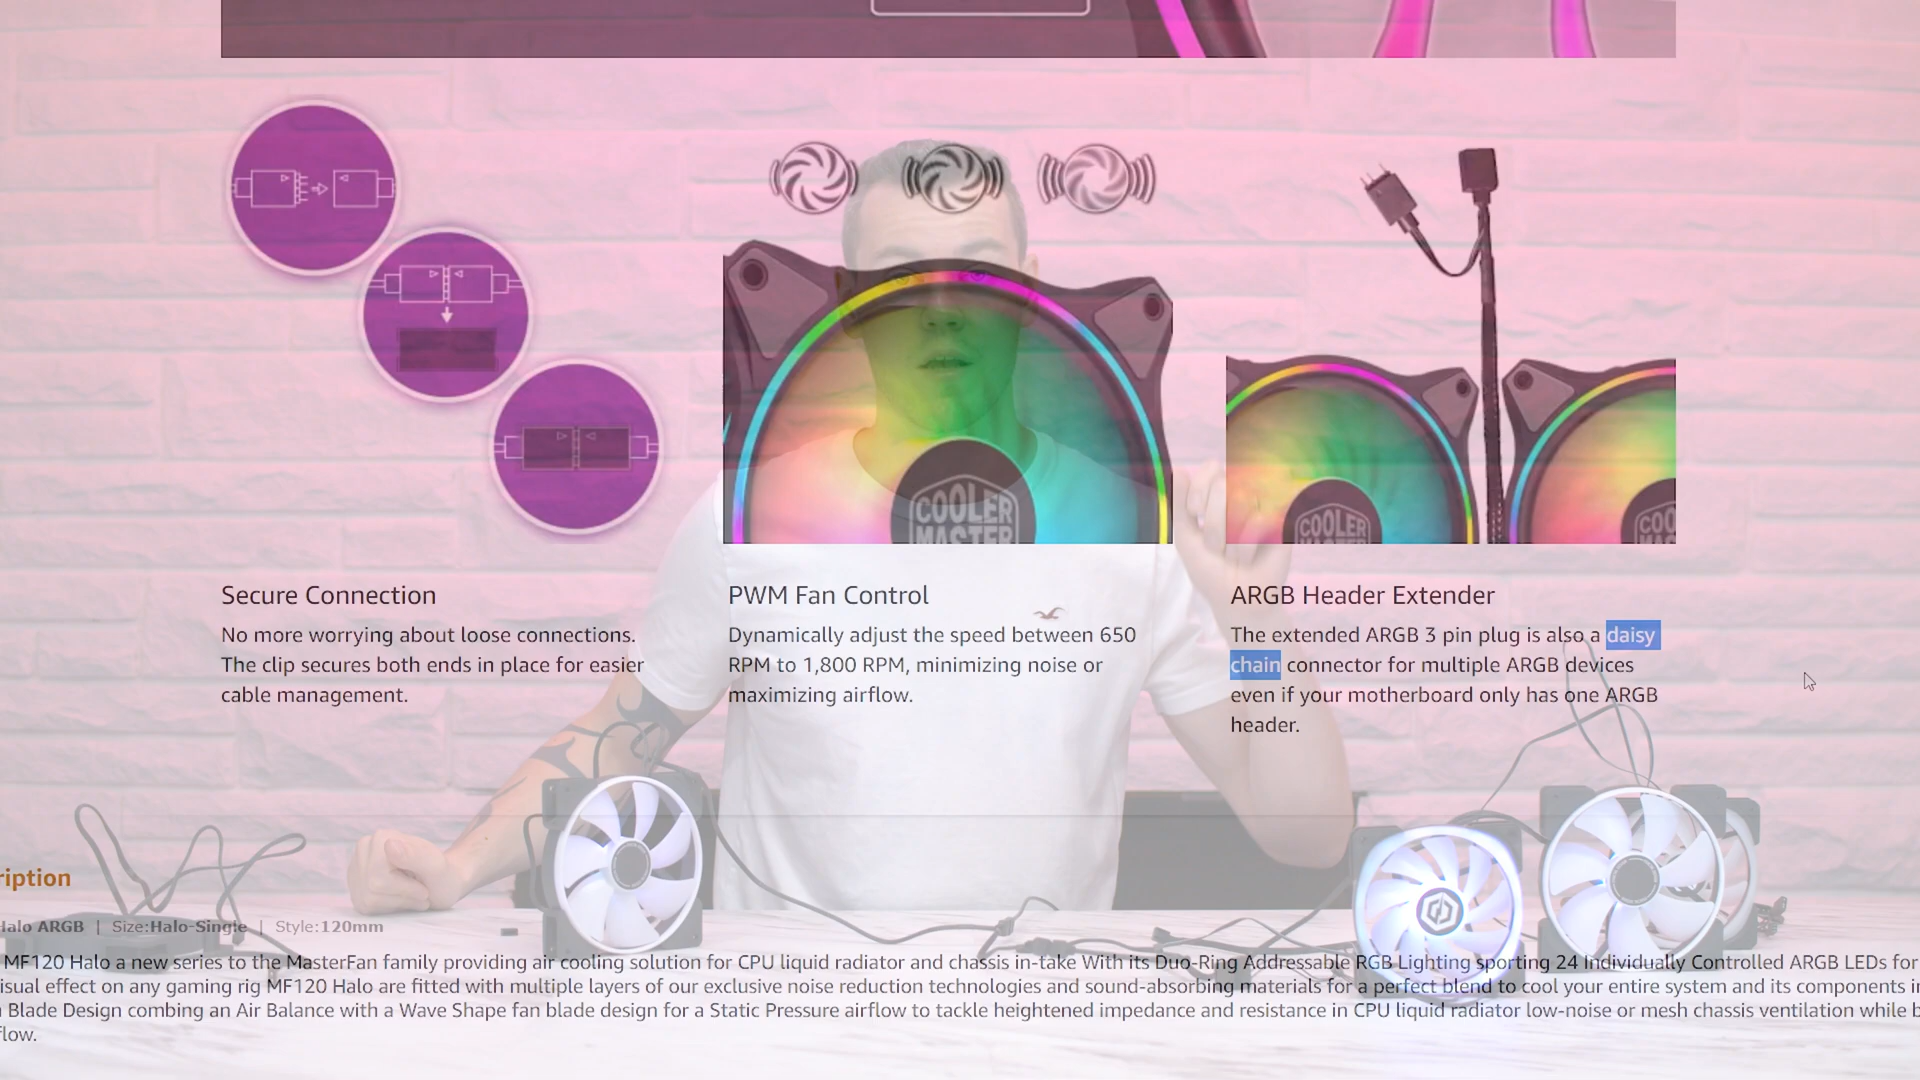 COOLER
MASTER
COOLER
MASTER
COO
Secure Connection
No more worrying about loose connections.
The clip secures both ends in place for easier
cable management.
PWM Fan Control
Dynamically adjust the speed between 650
RPM to 1,800 RPM, minimizing noise or
maximizing airflow.
ARGB Header Extender
The extended ARGB 3 pin plug is also a daisy
chain connector for multiple ARGB devices
even if your motherboard only has one ARGB
header.
ription
Halo ARGB | Size:Halo-Single | Style:120mm
MF120 Halo a new series to the MasterFan family providing air cooling solution for CPU liquid radiator and chassis in-take With its Duo-Ring Addressable RGB Lighting sporting 24 Individually Controlled ARGB LEDs for
isual effect on any gaming rig MF120 Halo are fitted with multiple layers of our exclusive noise reduction technologies and sound-absorbing materials for a perfect blend to cool your entire system and its components in
Blade Design combing an Air Balance with a Wave Shape fan blade design for a Static Pressure airflow to tackle heightened impedance and resistance in CPU liquid radiator low-noise or mesh chassis ventilation while b
flow.